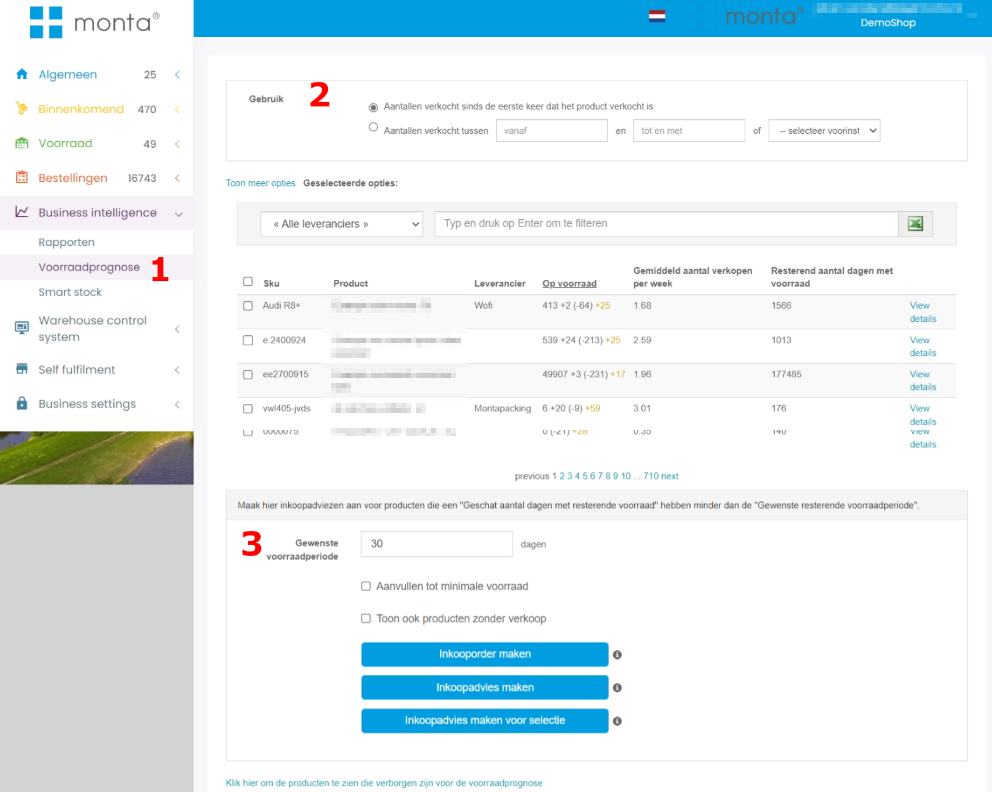 monta®
monta®
DemoShop
Algemeen 25
Binnenkomend 470
Voorraad 49
Bestellingen 16743
Business intelligence
Rapporten
Voorraadprognose 1
Smart stock
Warehouse control
system
Self fulfilment
Business settings
Gebruik 2
Aantallen verkocht sinds de eerste keer dat het product verkocht is
Aantallen verkocht tussen vanaf en tot en met of -- selecteer voorinst
Toon meer opties Geselecteerde opties:
« Alle leveranciers » Typ en druk op Enter om te filteren
Sku Product Leverancier Op voorraad Gemiddeld aantal verkopen per week Resterend aantal dagen met voorraad
Audi R8+ Wofi 413 +2 (-64) +25 1.68 1566 View details
e 2400924 539 +24 (-213) +25 2.59 1013 View details
ee2700915 49907 +3 (-231) +17 1.96 177485 View details
vwl405-jvds Montapacking 6 +20 (-9) +59 3.01 176 View details
0000075 0 (-21) +28 0.35 140 View details
previous 1 2 3 4 5 6 7 8 9 10 ... 710 next
Maak hier inkoopadviezen aan voor producten die een "Geschat aantal dagen met resterende voorraad" hebben minder dan de "Gewenste resterende voorraadperiode".
3 Gewenste voorraadperiode 30 dagen
Aanvullen tot minimale voorraad
Toon ook producten zonder verkoop
Inkooporder maken
Inkoopadvies maken
Inkoopadvies maken voor selectie
Klik hier om de producten te zien die verborgen zijn voor de voorraadprognose